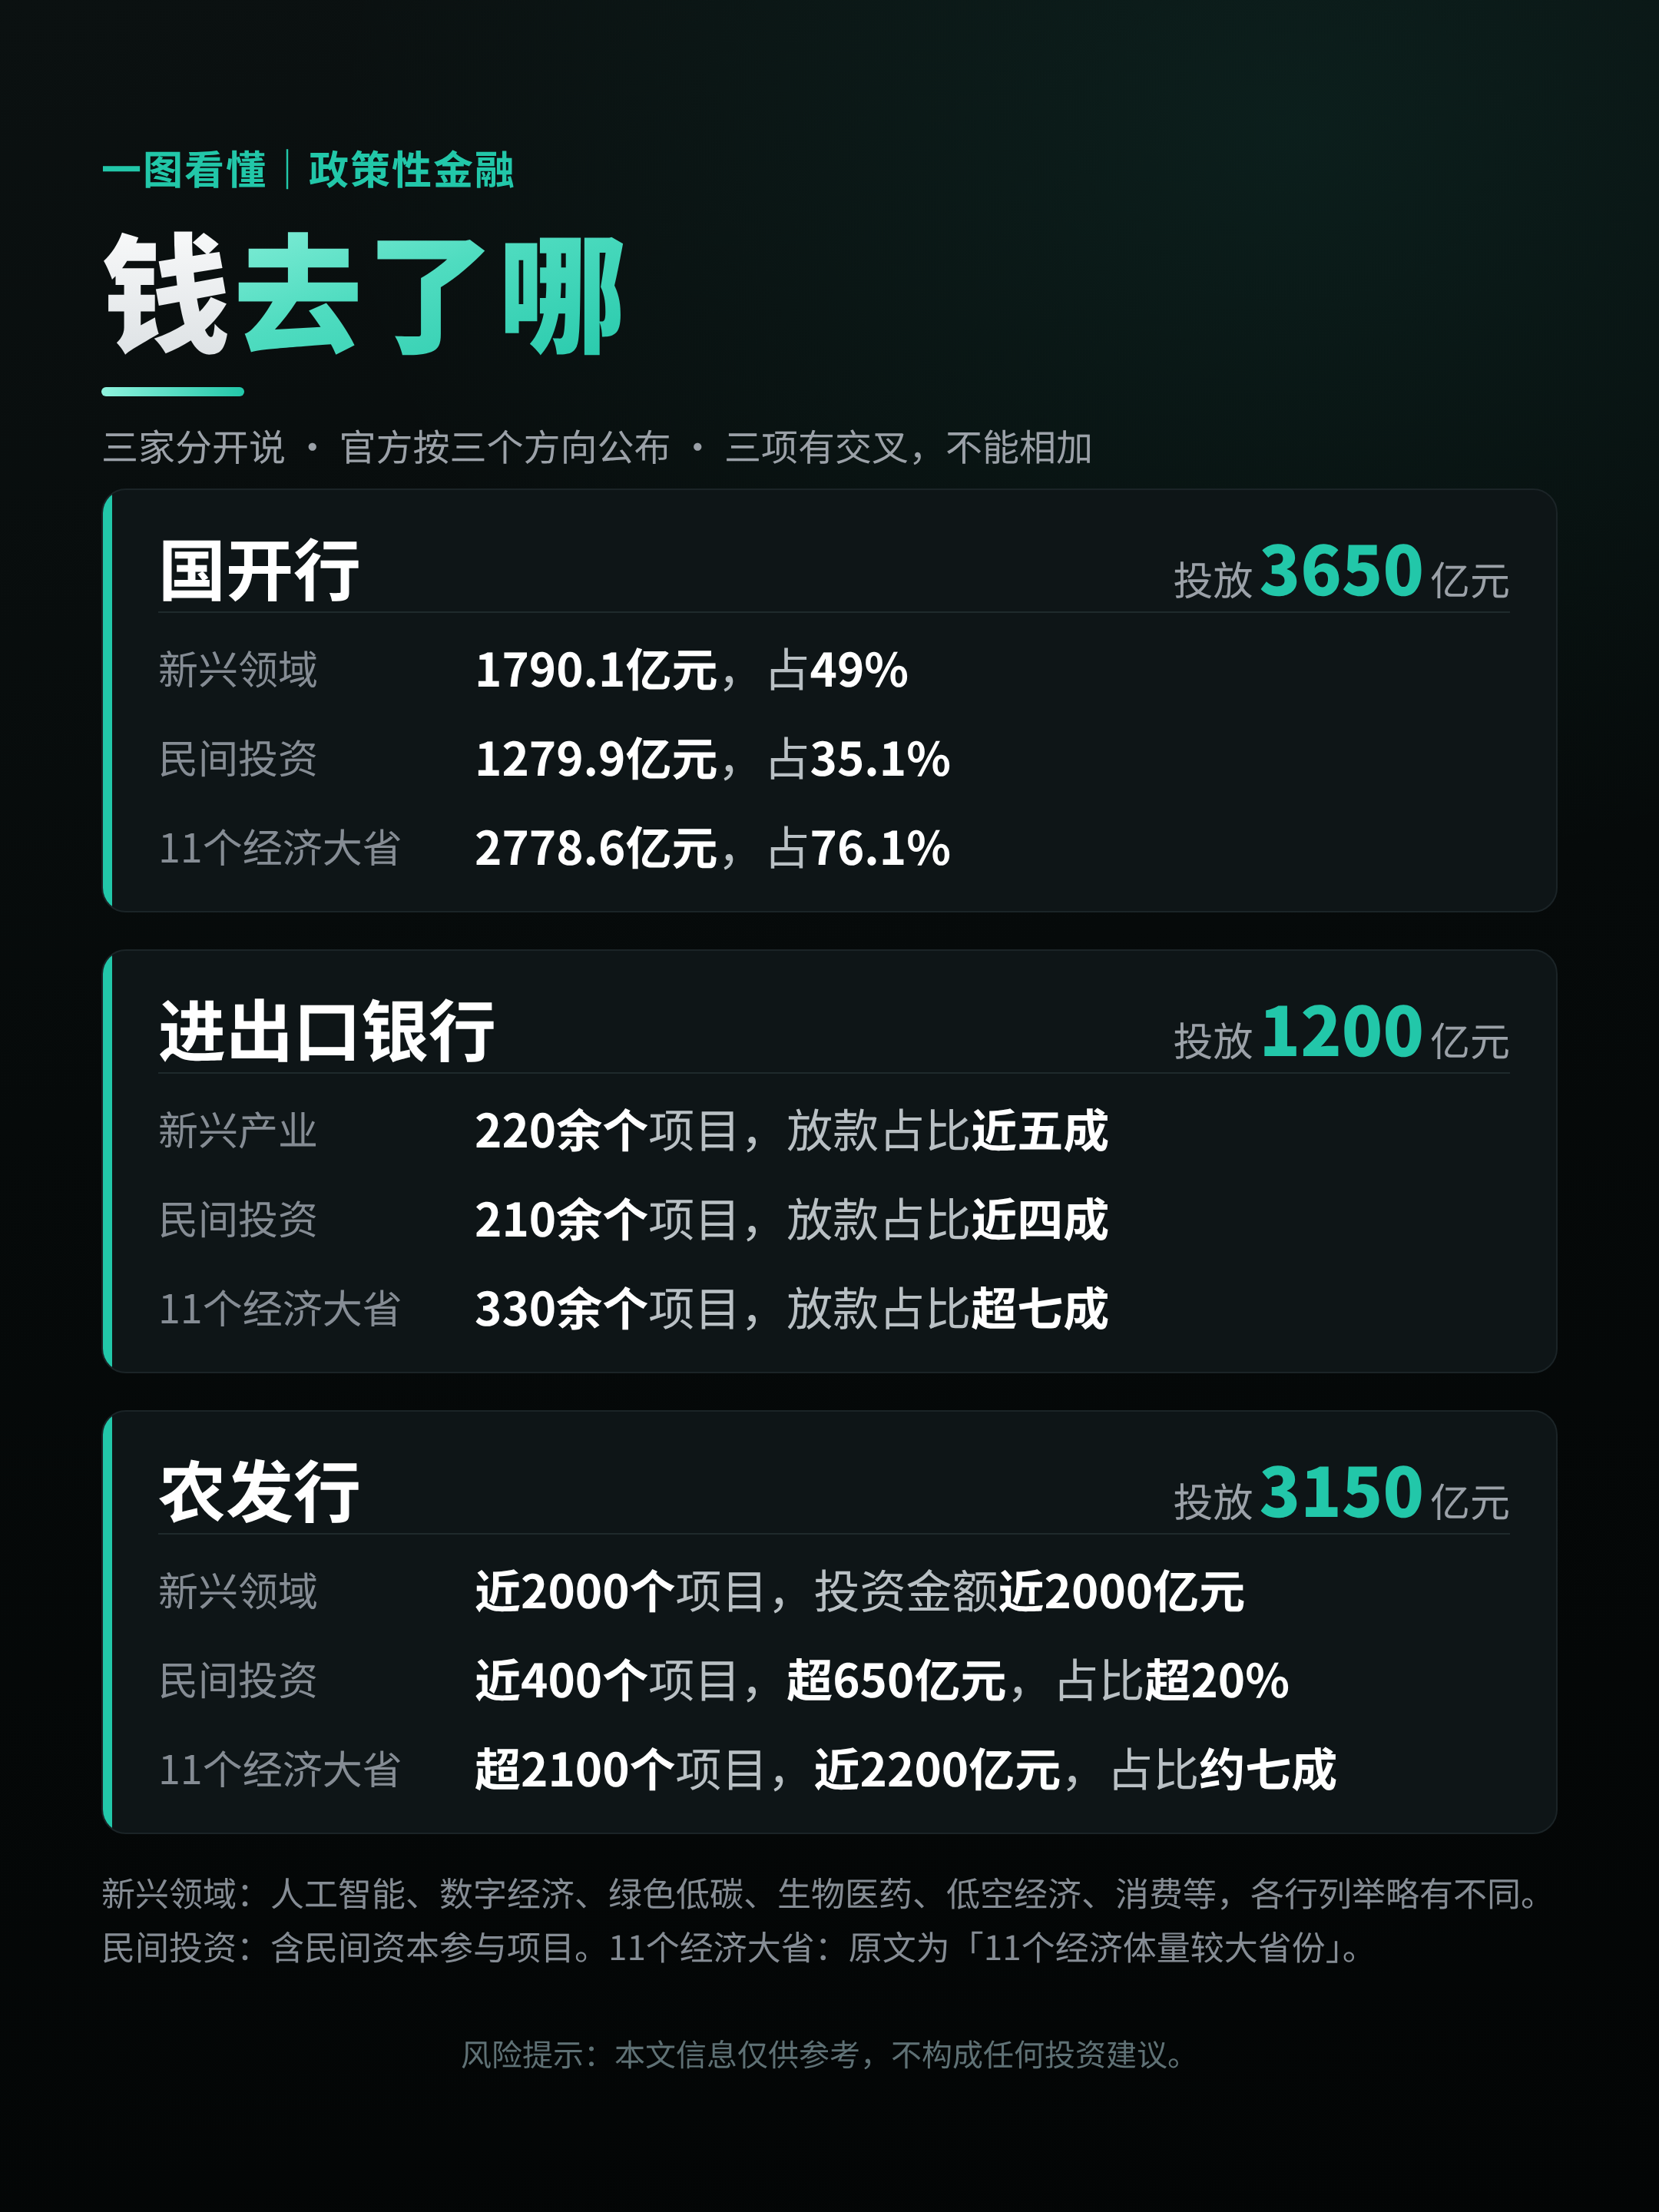 一图看懂｜政策性金融
钱去了哪
三家分开说 · 官方按三个方向公布 · 三项有交叉，不能相加
国开行 投放 3650 亿元
新兴领域 1790.1亿元，占49%
民间投资 1279.9亿元，占35.1%
11个经济大省 2778.6亿元，占76.1%
进出口银行 投放 1200 亿元
新兴产业 220余个项目，放款占比近五成
民间投资 210余个项目，放款占比近四成
11个经济大省 330余个项目，放款占比超七成
农发行 投放 3150 亿元
新兴领域 近2000个项目，投资金额近2000亿元
民间投资 近400个项目，超650亿元，占比超20%
11个经济大省 超2100个项目，近2200亿元，占比约七成
新兴领域：人工智能、数字经济、绿色低碳、生物医药、低空经济、消费等，各行列举略有不同。
民间投资：含民间资本参与项目。11个经济大省：原文为「11个经济体量较大省份」。
风险提示：本文信息仅供参考，不构成任何投资建议。